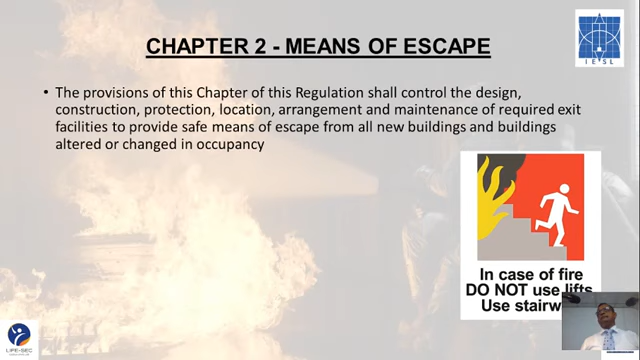 CHAPTER 2 - MEANS OF ESCAPE
IESL
• The provisions of this Chapter of this Regulation shall control the design,
construction, protection, location, arrangement and maintenance of required exit
facilities to provide safe means of escape from all new buildings and buildings
altered or changed in occupancy
In case of fire
DO NOT use lifts
Use stairw
LIFE-SEC